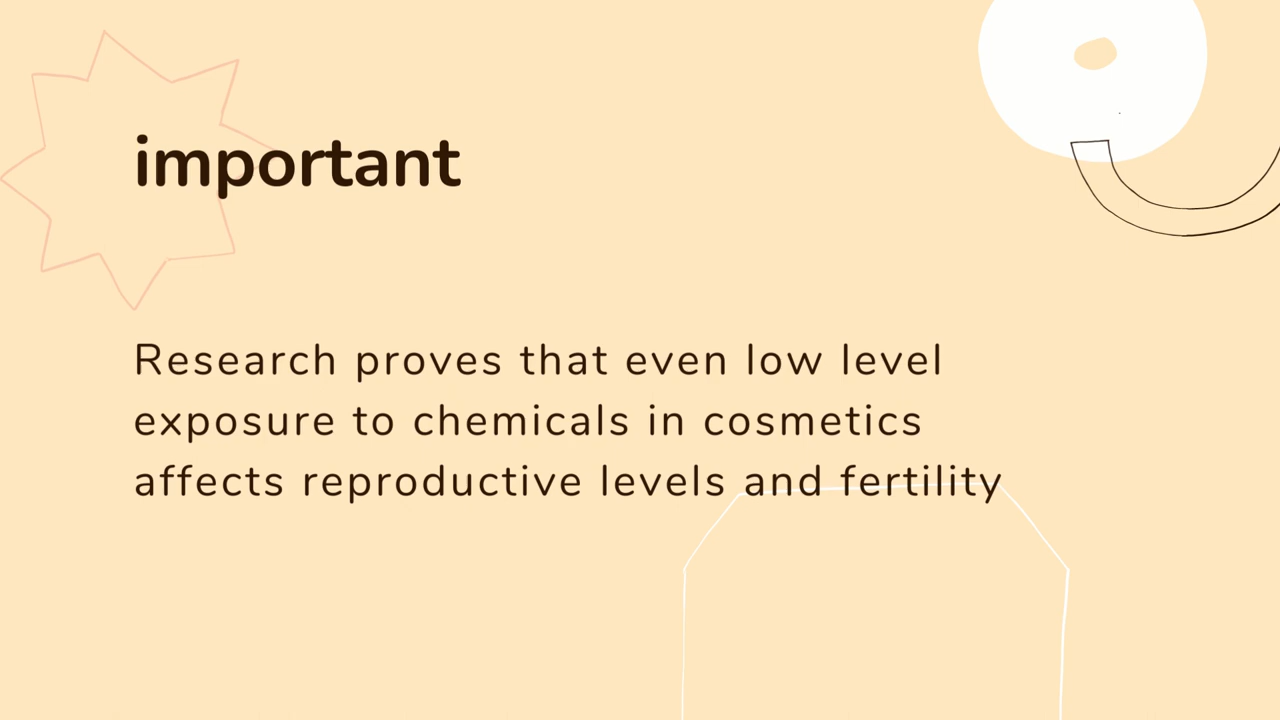 important
Research proves that even low level
exposure to chemicals in cosmetics
affects reproductive levels and fertility